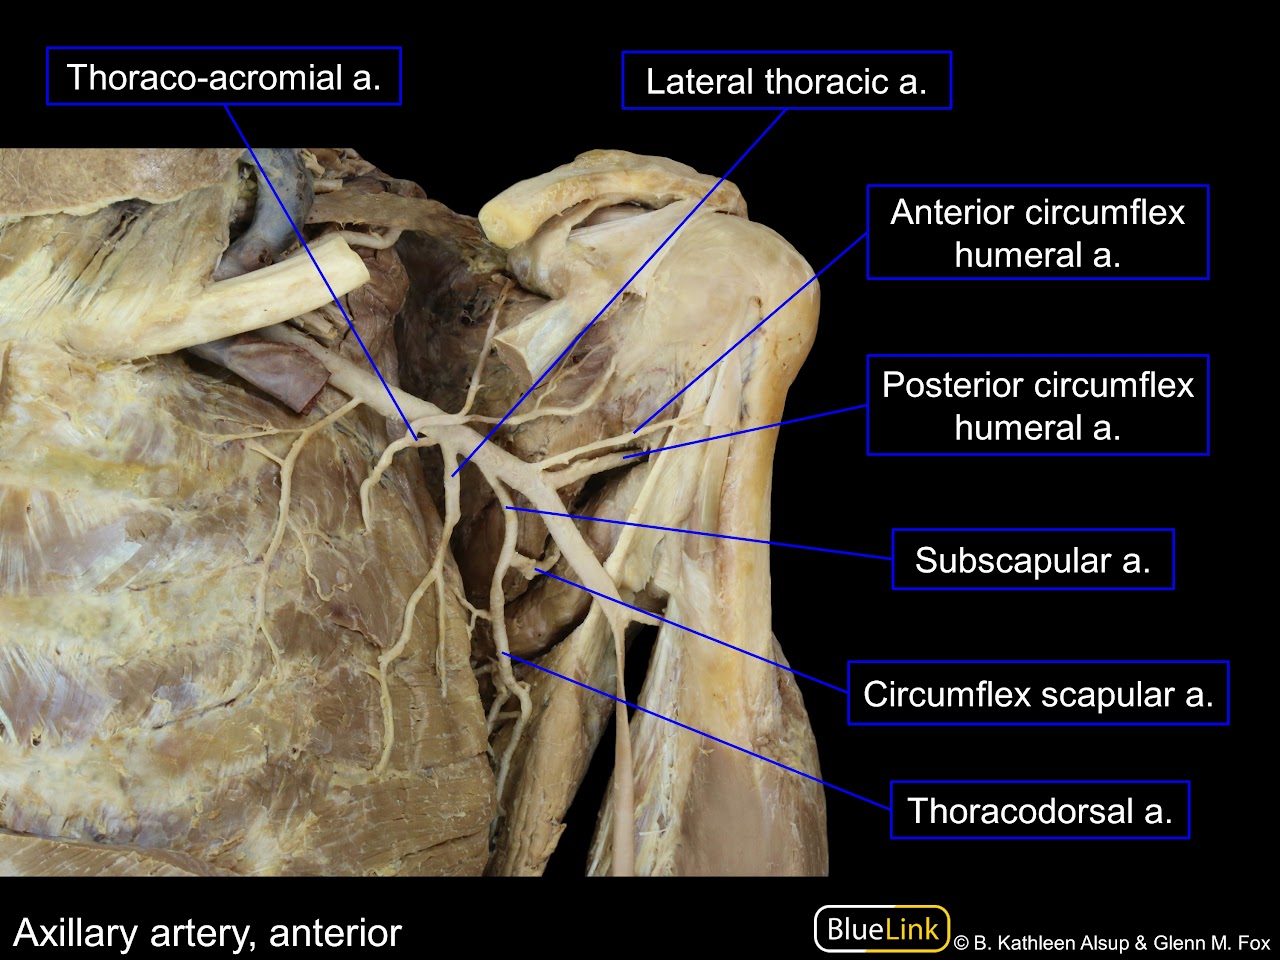 Thoraco-acromial a.
Lateral thoracic a.
Anterior circumflex
humeral a.
Posterior circumflex
humeral a.
Subscapular a.
Circumflex scapular a.
Thoracodorsal a.
Axillary artery, anterior
BlueLink
© B. Kathleen Alsup & Glenn M. Fox